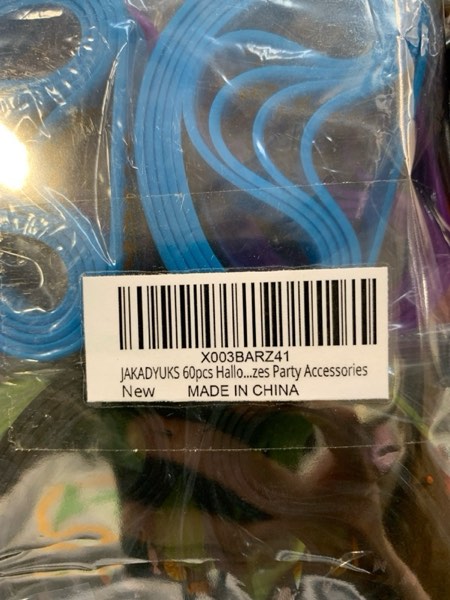 X003BARZ41
JAKADYUKS 60pcs Hallo...zes Party Accessories
New MADE IN CHINA